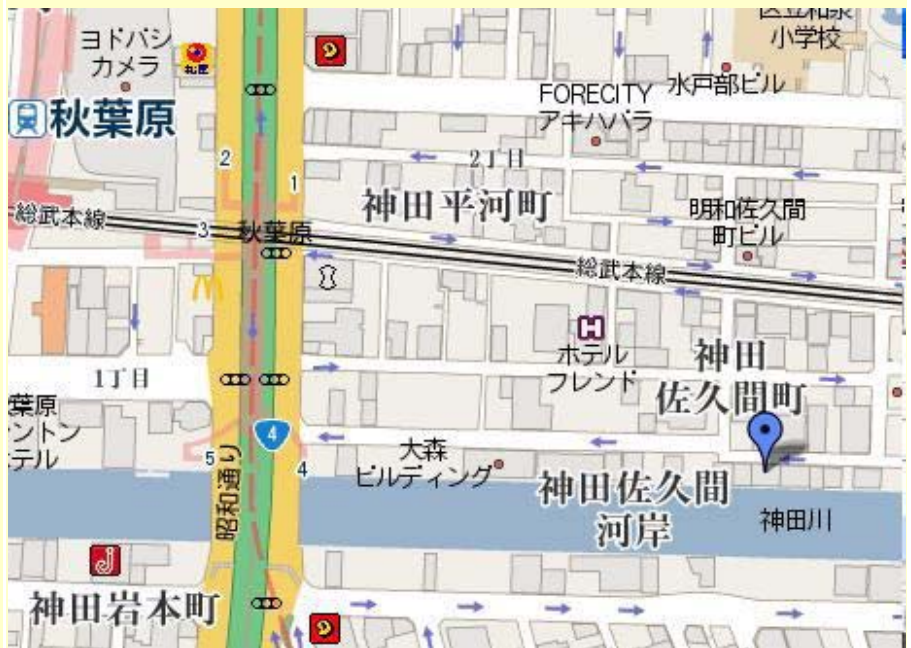 ヨドバシ
カメラ
区立和泉
小学校
水戸部ビル
FORECITY
アキハバラ
秋葉原
2
1
2丁目
神田平河町
明和佐久間
町ビル
総武本線
3
秋葉原
総武本線
ホテル
フレンド
神田
佐久間町
1丁目
葉原
ントン
テル
5
昭和通り
4
4
大森
ビルディング
神田佐久間
河岸
神田川
神田岩本町